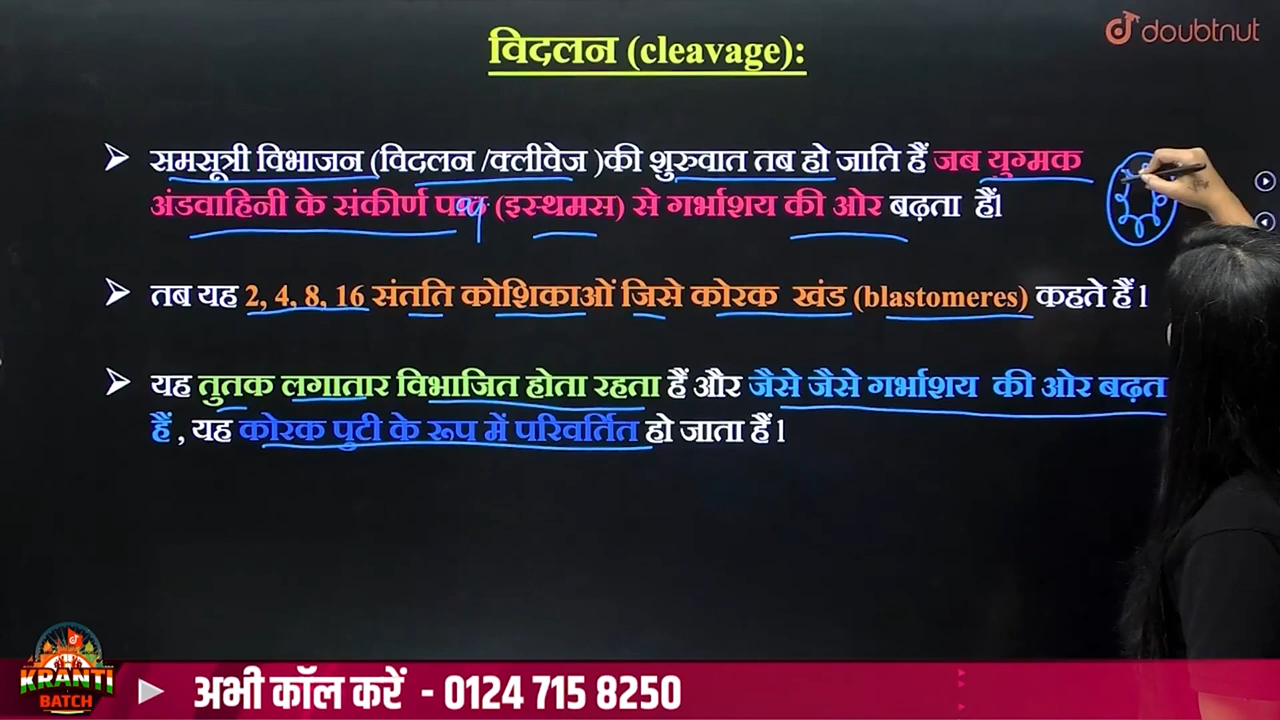 doubtnut
विदलन (cleavage):
➢ समसूत्री विभाजन (विदलन /क्लीवेज )की शुरुवात तब हो जाति हैं जब युग्मक
अंडवाहिनी के संकीर्ण (इस्थमस) से गर्भाशय की ओर बढ़ता हैंl
➢ तब यह 2, 4, 8, 16 संतति कोशिकाओं जिसे कोरक खंड (blastomeres) कहते हैं l
➢ यह तुतक लगातार विभाजित होता रहता हैं और जैसे जैसे गर्भाशय की ओर बढ़त
हैं , यह कोरक पुटी के रूप में परिवर्तित हो जाता हैं l
KRANTI
BATCH
अभी कॉल करें - 0124 715 8250